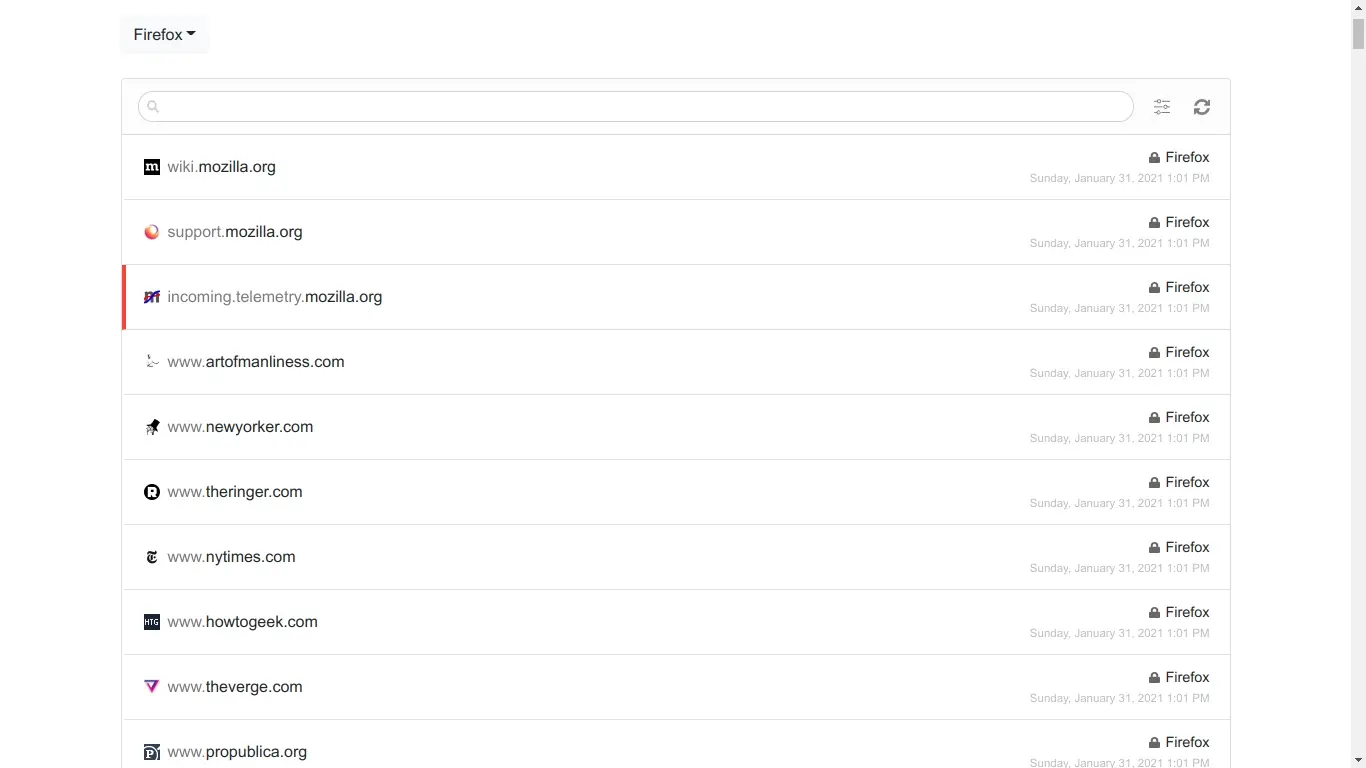 Firefox
wiki.mozilla.org
Firefox
Sunday, January 31, 2021 1:01 PM
support.mozilla.org
Firefox
Sunday, January 31, 2021 1:01 PM
incoming.telemetry.mozilla.org
Firefox
Sunday, January 31, 2021 1:01 PM
www.artofmanliness.com
Firefox
Sunday, January 31, 2021 1:01 PM
www.newyorker.com
Firefox
Sunday, January 31, 2021 1:01 PM
www.theringer.com
Firefox
Sunday, January 31, 2021 1:01 PM
www.nytimes.com
Firefox
Sunday, January 31, 2021 1:01 PM
HTG
www.howtogeek.com
Firefox
Sunday, January 31, 2021 1:01 PM
www.theverge.com
Firefox
Sunday, January 31, 2021 1:01 PM
www.propublica.org
Firefox
Sunday, January 31, 2021 1:01 PM